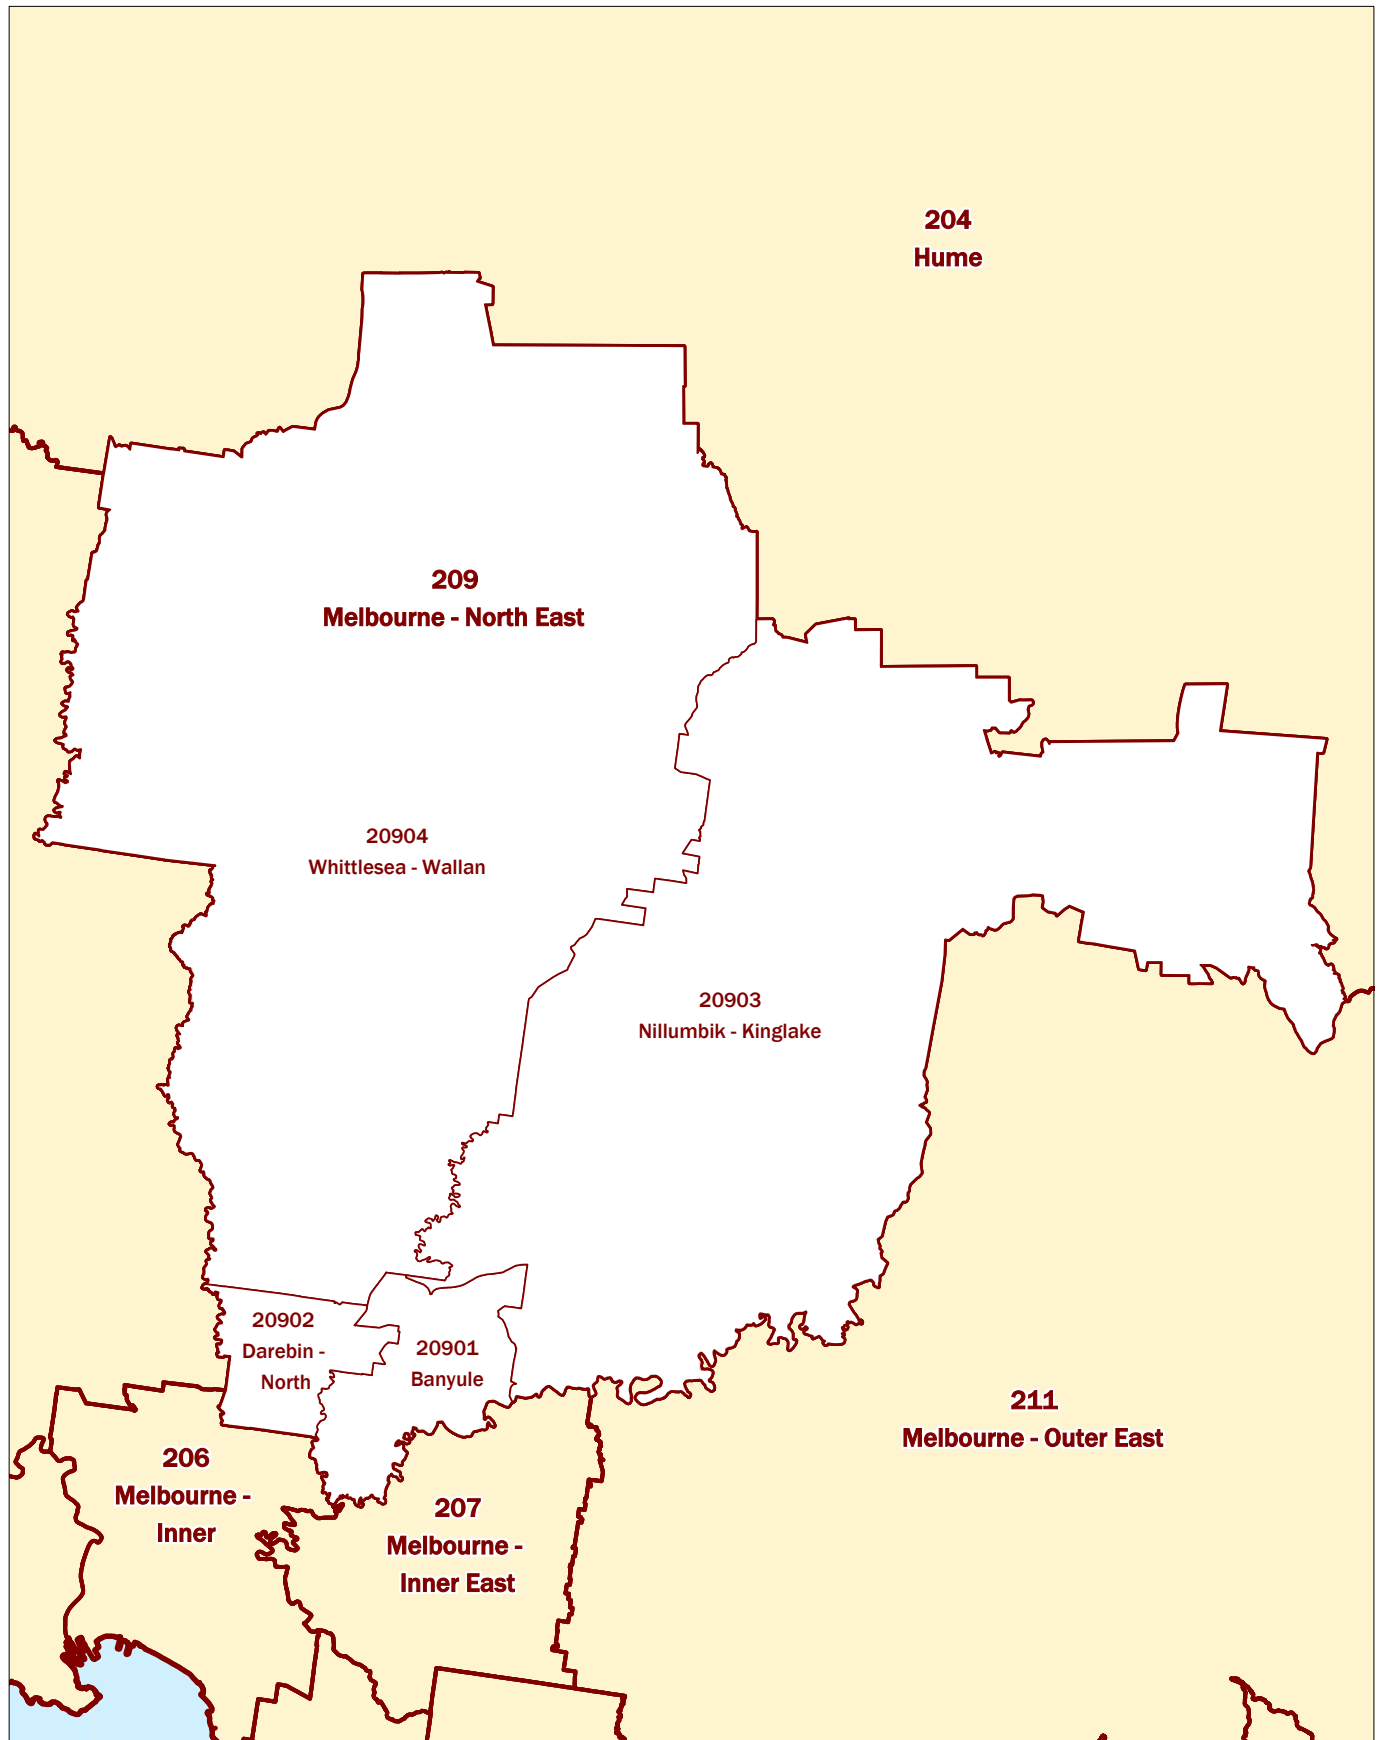 204
Hume
209
Melbourne - North East
20904
Whittlesea - Wallan
20903
Nillumbik - Kinglake
20902
Darebin -
North
20901
Banyule
211
Melbourne - Outer East
206
Melbourne -
Inner
207
Melbourne -
Inner East